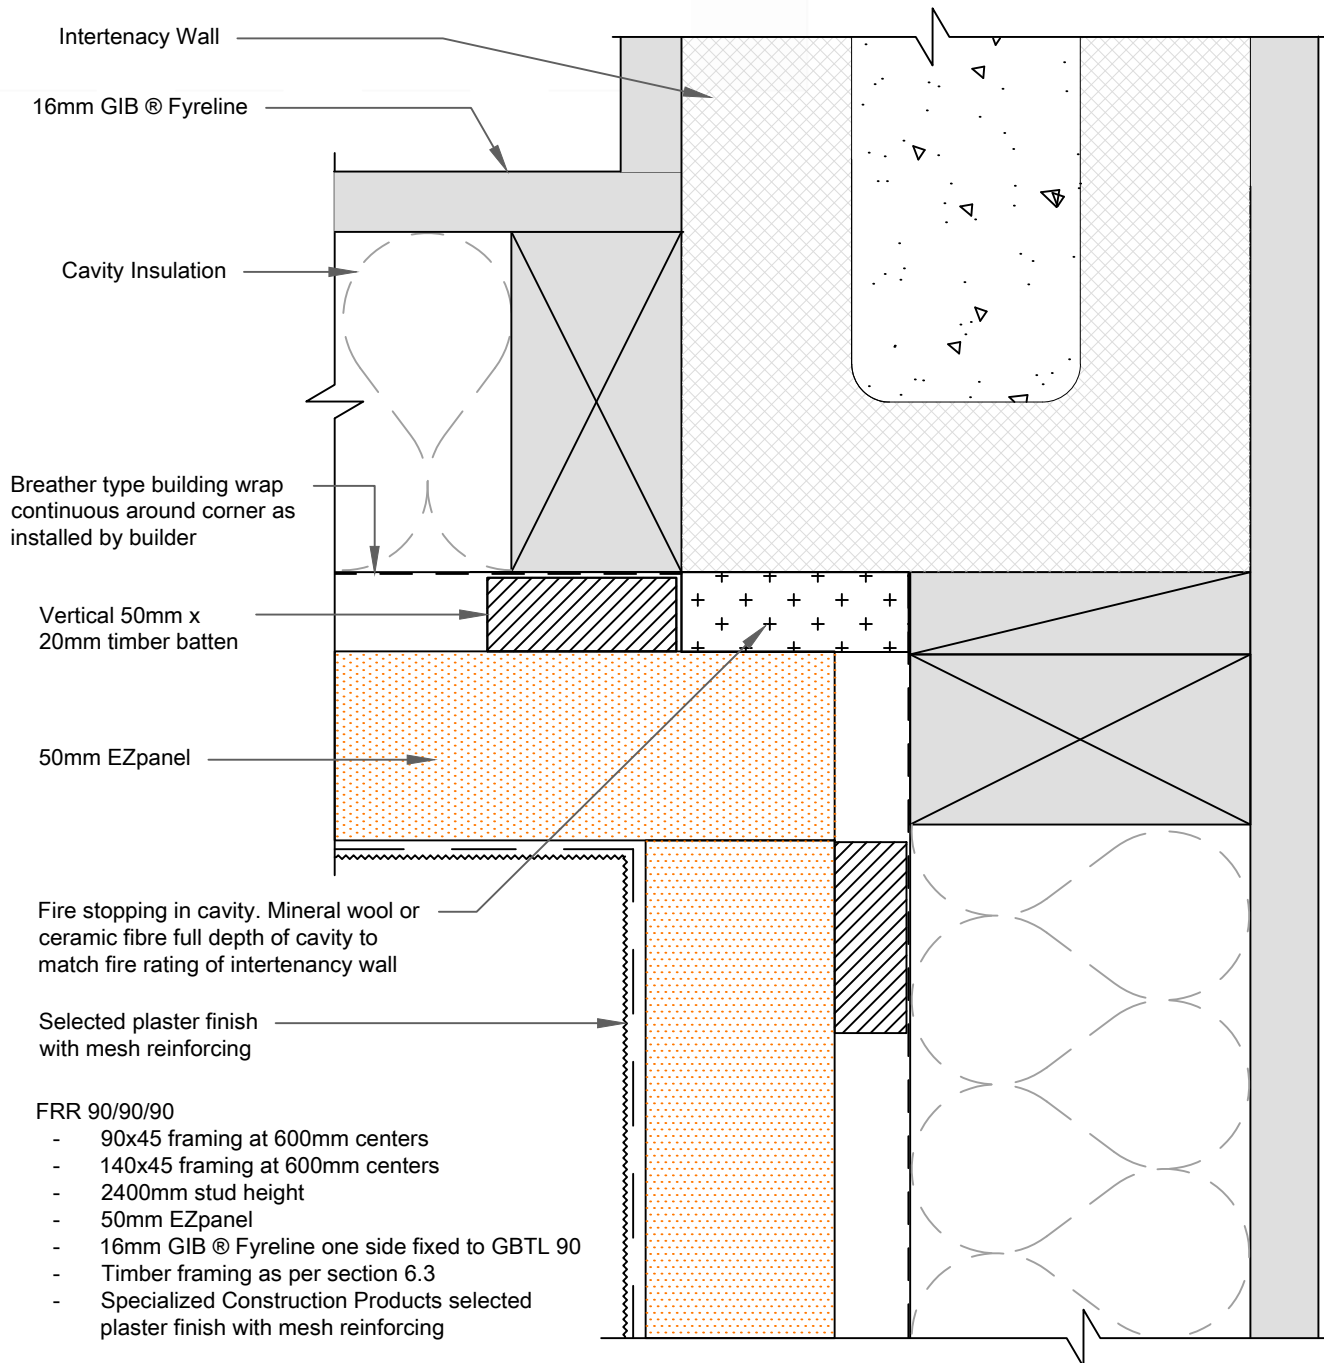 Intertenacy Wall
16mm GIB ® Fyreline
Cavity Insulation
Breather type building wrap
continuous around corner as
installed by builder
Vertical 50mm x
20mm timber batten
50mm EZpanel
Fire stopping in cavity. Mineral wool or
ceramic fibre full depth of cavity to
match fire rating of intertenancy wall
Selected plaster finish
with mesh reinforcing
FRR 90/90/90
- 90x45 framing at 600mm centers
- 140x45 framing at 600mm centers
- 2400mm stud height
- 50mm EZpanel
- 16mm GIB ® Fyreline one side fixed to GBTL 90
- Timber framing as per section 6.3
- Specialized Construction Products selected
plaster finish with mesh reinforcing